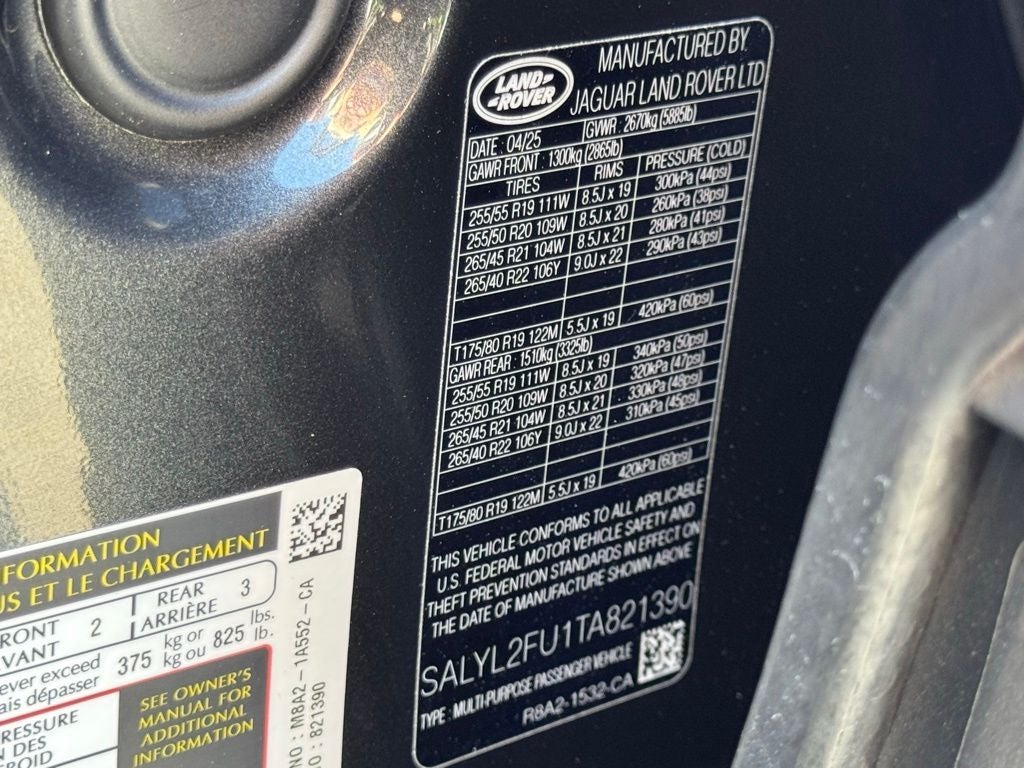 LAND-
-ROVER
MANUFACTURED BY
JAGUAR LAND ROVER LTD
DATE : 04/25 GVWR : 2670kg (5885lb)
GAWR FRONT : 1300kg (2865lb)
TIRES RIMS PRESSURE (COLD)
255/55 R19 111W 8.5J x 19 300kPa (44psi)
255/50 R20 109W 8.5J x 20 260kPa (38psi)
265/45 R21 104W 8.5J x 21 280kPa (41psi)
265/40 R22 106Y 9.0J x 22 290kPa (43psi)
T175/80 R19 122M 5.5J x 19 420kPa (60psi)
GAWR REAR : 1510kg (3325lb)
255/55 R19 111W 8.5J x 19 340kPa (50psi)
255/50 R20 109W 8.5J x 20 320kPa (47psi)
265/45 R21 104W 8.5J x 21 330kPa (48psi)
265/40 R22 106Y 9.0J x 22 310kPa (45psi)
T175/80 R19 122M 5.5J x 19 420kPa (60psi)
THIS VEHICLE CONFORMS TO ALL APPLICABLE
U.S. FEDERAL MOTOR VEHICLE SAFETY AND
THEFT PREVENTION STANDARDS IN EFFECT ON
THE DATE OF MANUFACTURE SHOWN ABOVE
SALYL2FU1TA821390
TYPE : MULTI-PURPOSE PASSENGER VEHICLE
R8A2-1532-CA
FORMATION
US ET LE CHARGEMENT
FRONT 2 REAR 3
VANT ARRIÈRE
ever exceed 375 kg or 825 lbs.
ais dépasser kg ou lb.
RESSURE
N DES
ROID
SEE OWNER'S
MANUAL FOR
ADDITIONAL
INFORMATION
NO : M8A2-1A552-CA
O : 821390